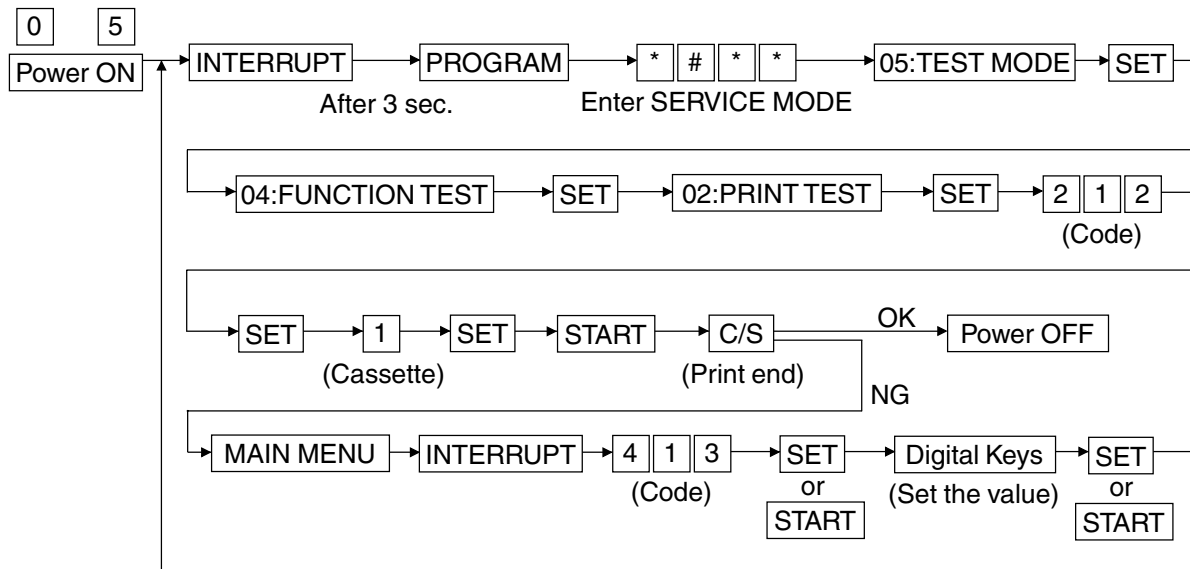 0 5
Power ON INTERRUPT PROGRAM * # * * 05:TEST MODE SET
After 3 sec. Enter SERVICE MODE
04:FUNCTION TEST SET 02:PRINT TEST SET 2 1 2
(Code)
SET 1 SET START C/S OK Power OFF
(Cassette) (Print end)
NG
MAIN MENU INTERRUPT 4 1 3 SET Digital Keys SET
(Code) or (Set the value) or
START START